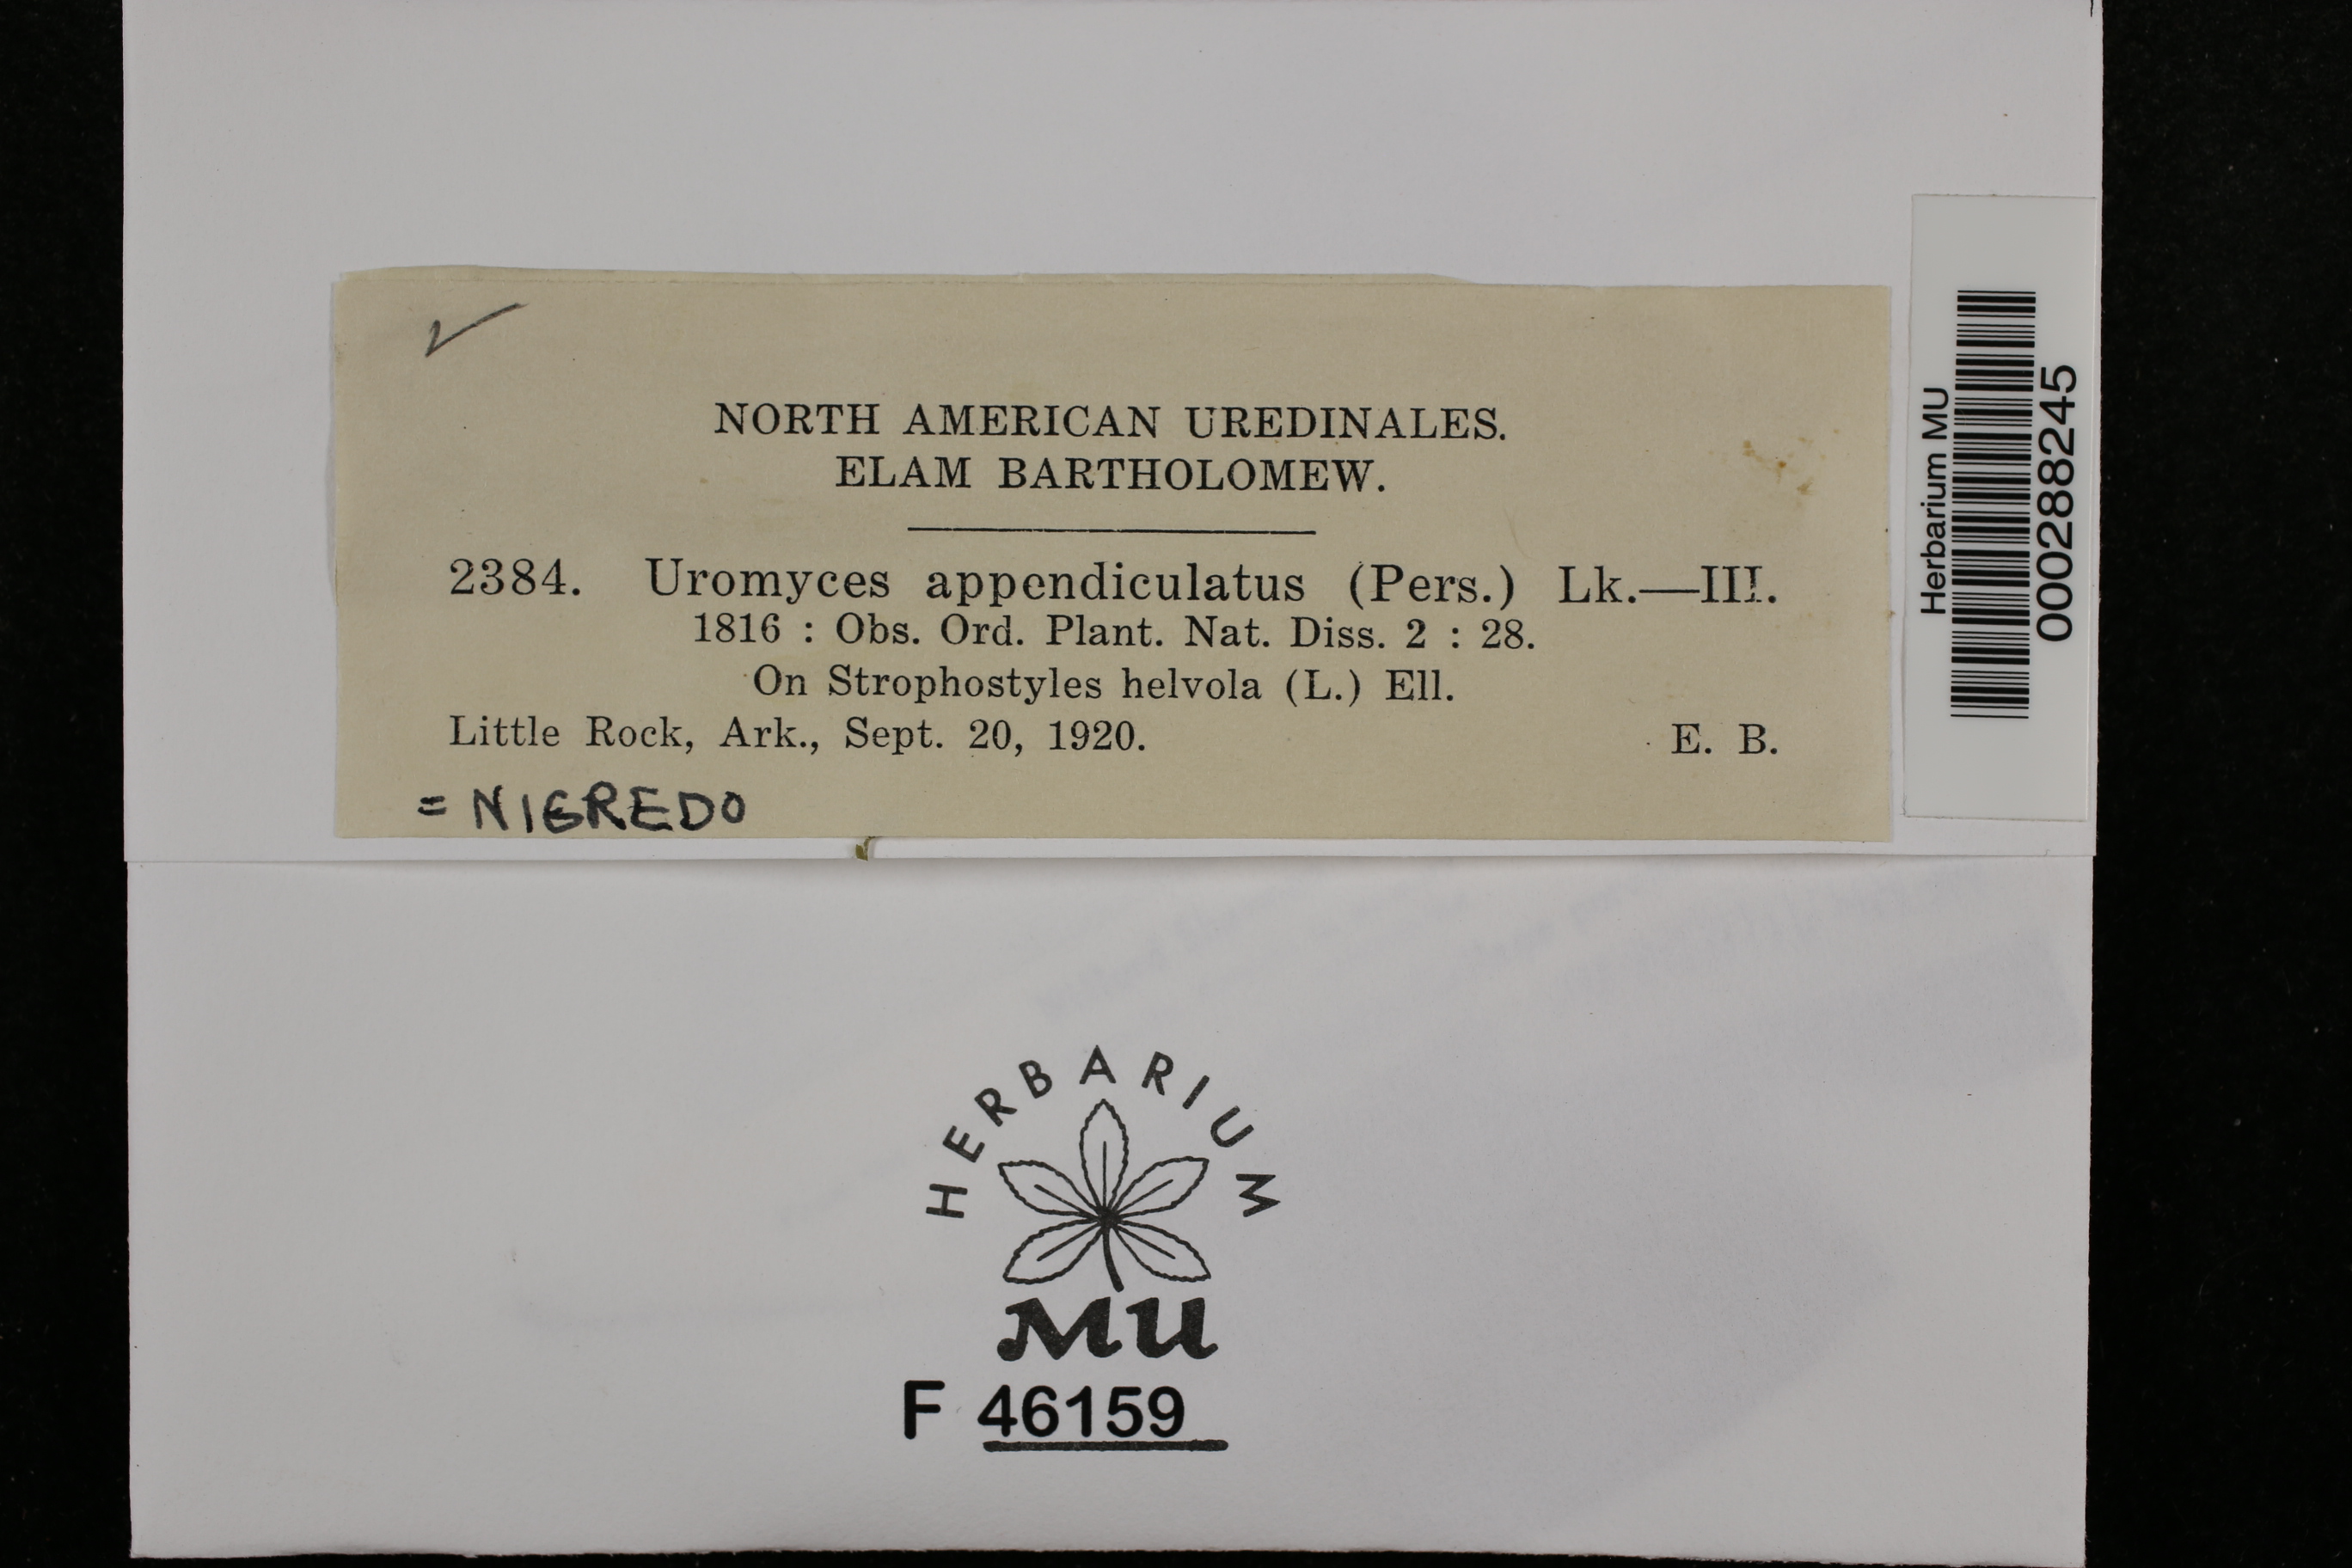 NORTH AMERICAN UREDINALES.
ELAM BARTHOLOMEW.
2384. Uromyces appendiculatus (Pers.) Lk.—III.
1816 : Obs. Ord. Plant. Nat. Diss. 2 : 28.
On Strophostyles helvola (L.) Ell.
Little Rock, Ark., Sept. 20, 1920. E. B.
= NIGREDO
Herbarium MU
000288245
HERBARIUM
MU
F 46159